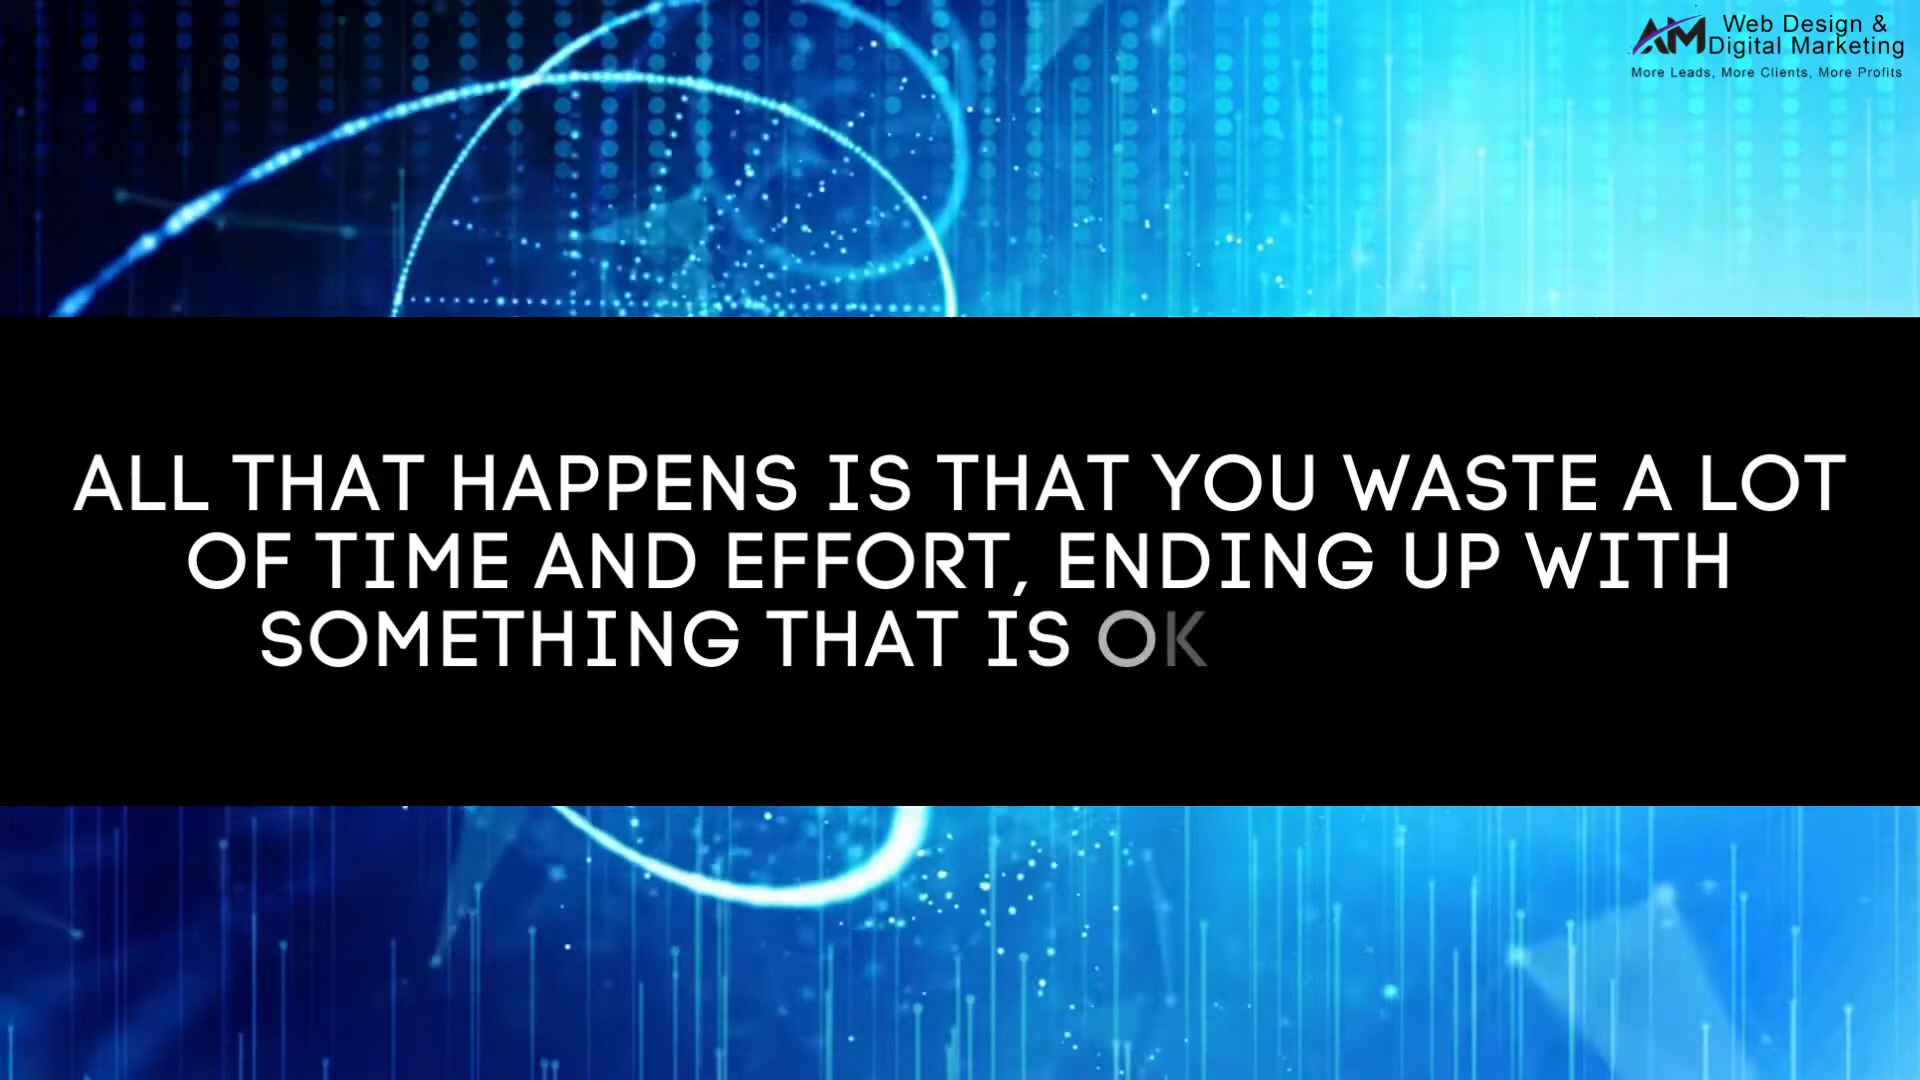 AM Web Design &
Digital Marketing
More Leads, More Clients, More Profits
ALL THAT HAPPENS IS THAT YOU WASTE A LOT
OF TIME AND EFFORT, ENDING UP WITH
SOMETHING THAT IS OK